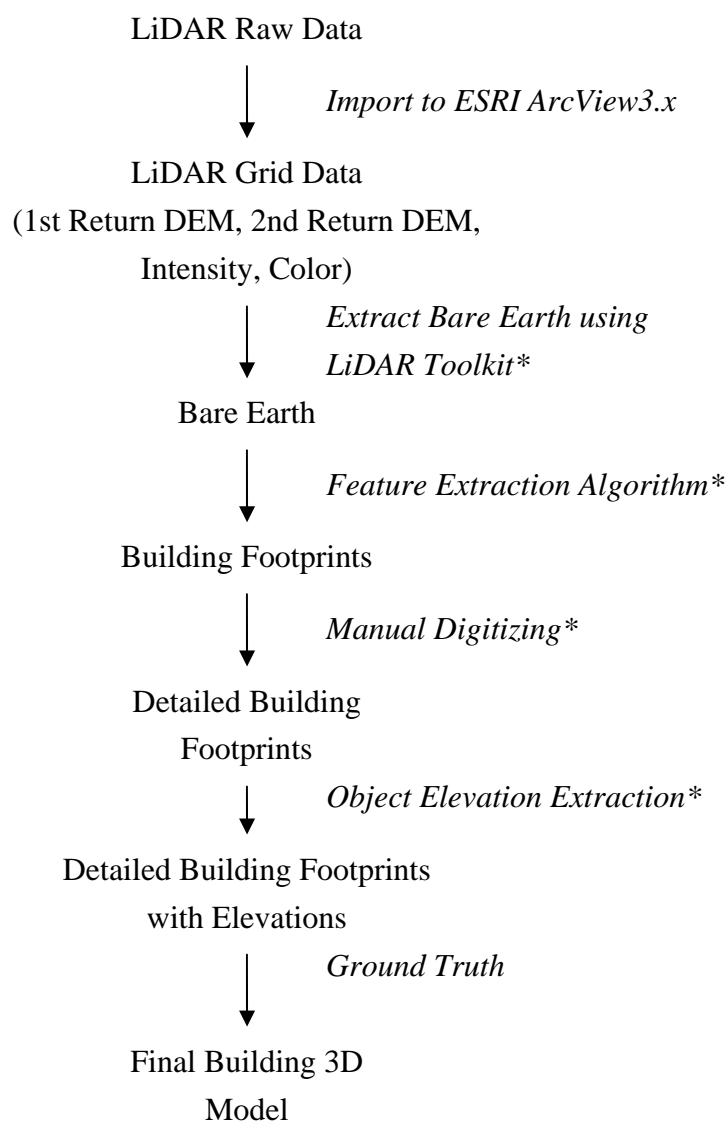 LiDAR Raw Data
Import to ESRI ArcView3.x
LiDAR Grid Data
(1st Return DEM, 2nd Return DEM,
Intensity, Color)
Extract Bare Earth using
LiDAR Toolkit*
Bare Earth
Feature Extraction Algorithm*
Building Footprints
Manual Digitizing*
Detailed Building
Footprints
Object Elevation Extraction*
Detailed Building Footprints
with Elevations
Ground Truth
Final Building 3D
Model